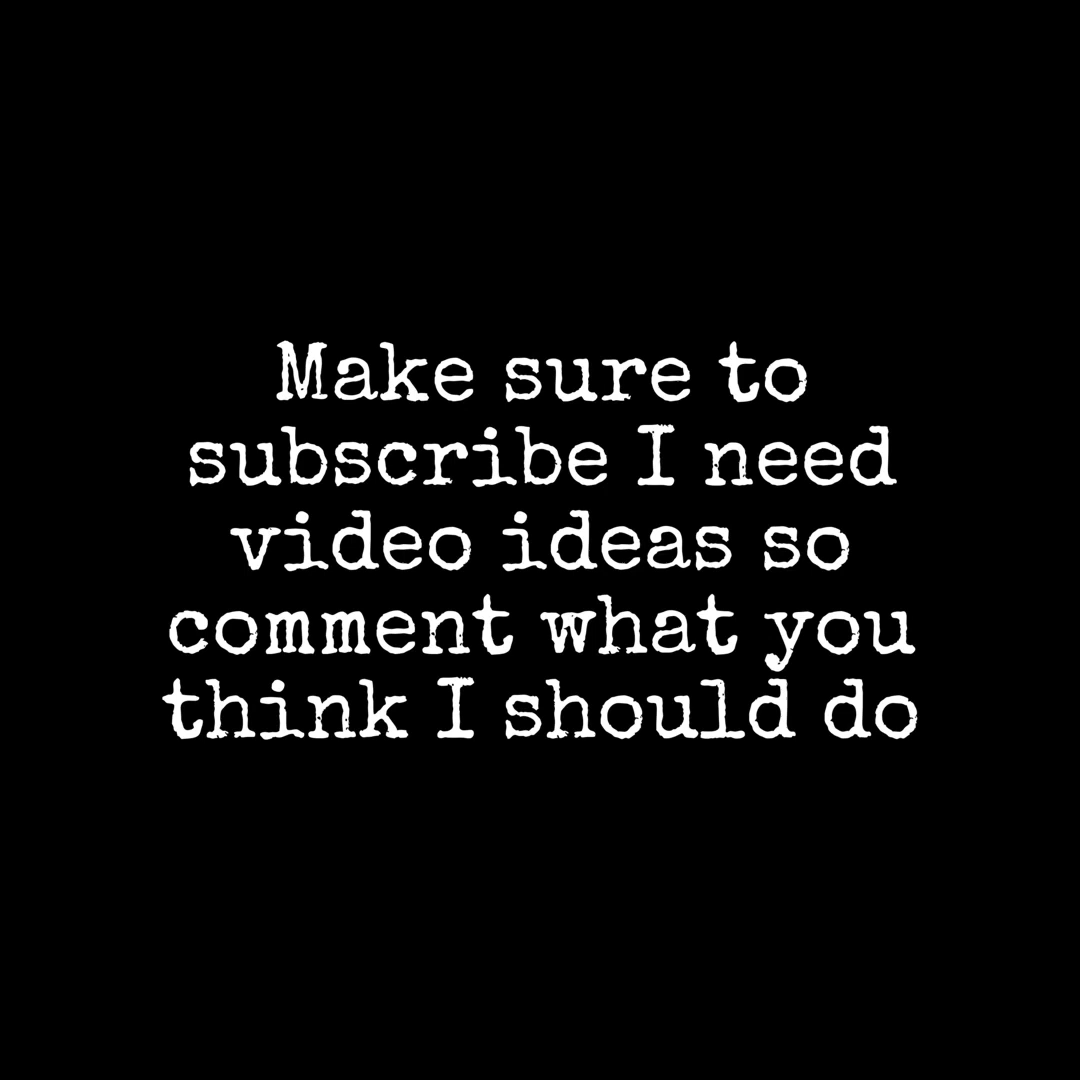 Make sure to
subscribe I need
video ideas so
comment what you
think I should do